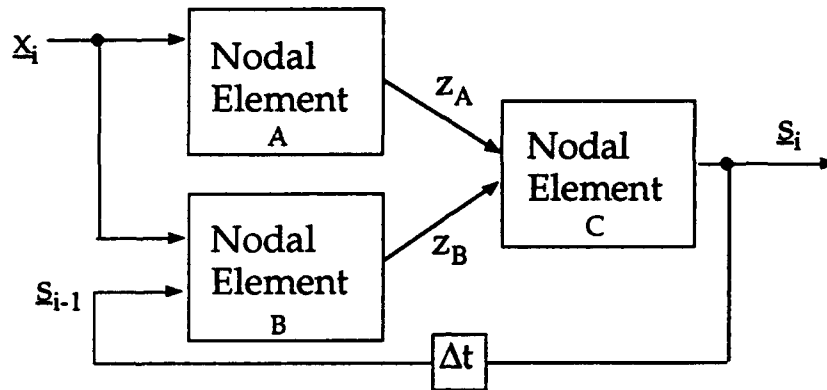 x_i
Nodal
Element
A
z_A
Nodal
Element
C
s_i
Nodal
Element
B
z_B
s_i-1
Δt